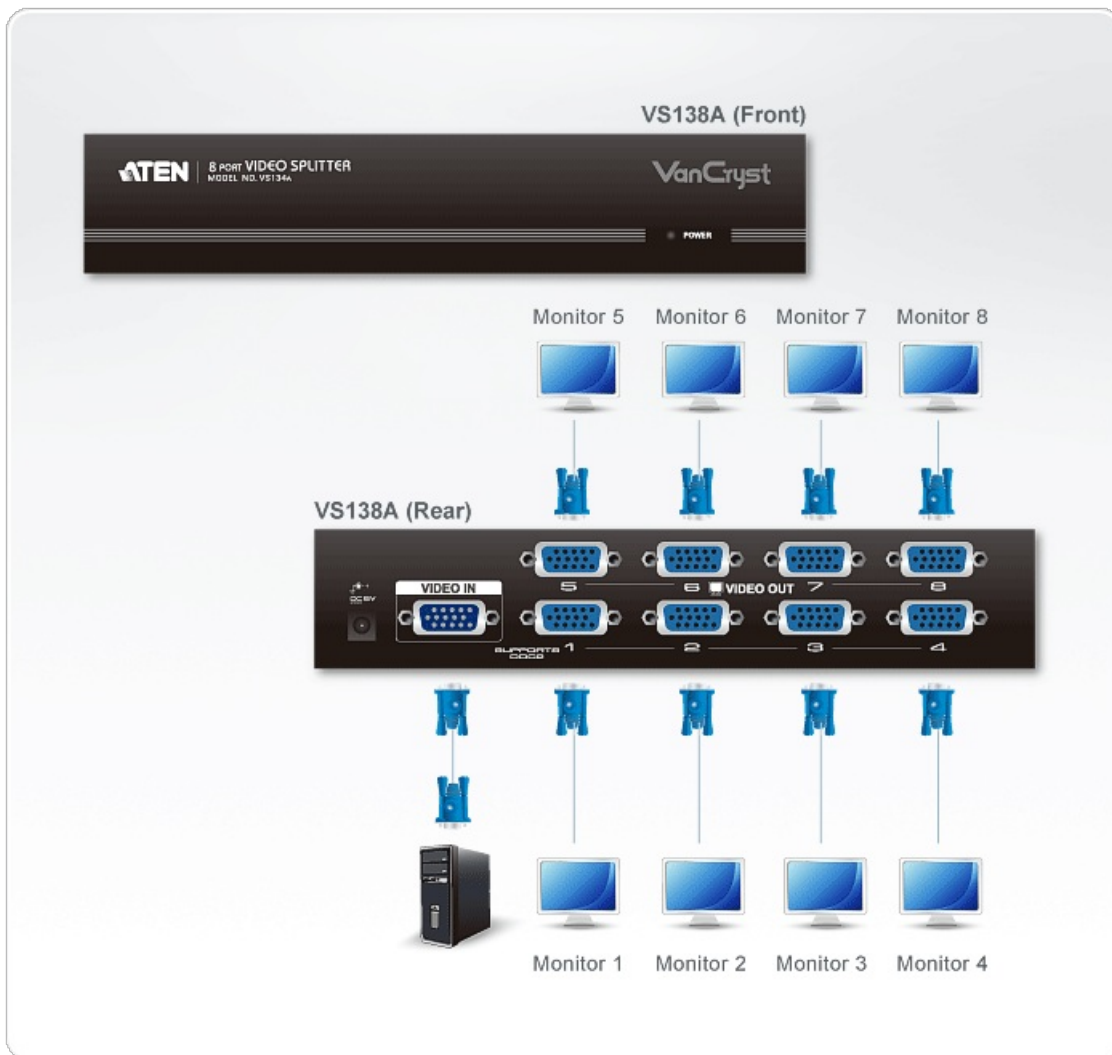 VS138A (Front)
ATEN
8 PORT VIDEO SPLITTER
MODEL NO. VS134A
VanCryst
POWER
Monitor 5 Monitor 6 Monitor 7 Monitor 8
VS138A (Rear)
VIDEO IN
5 6 VIDEO OUT 7 8
SUPPORTS
1 2 3 4
Monitor 1 Monitor 2 Monitor 3 Monitor 4